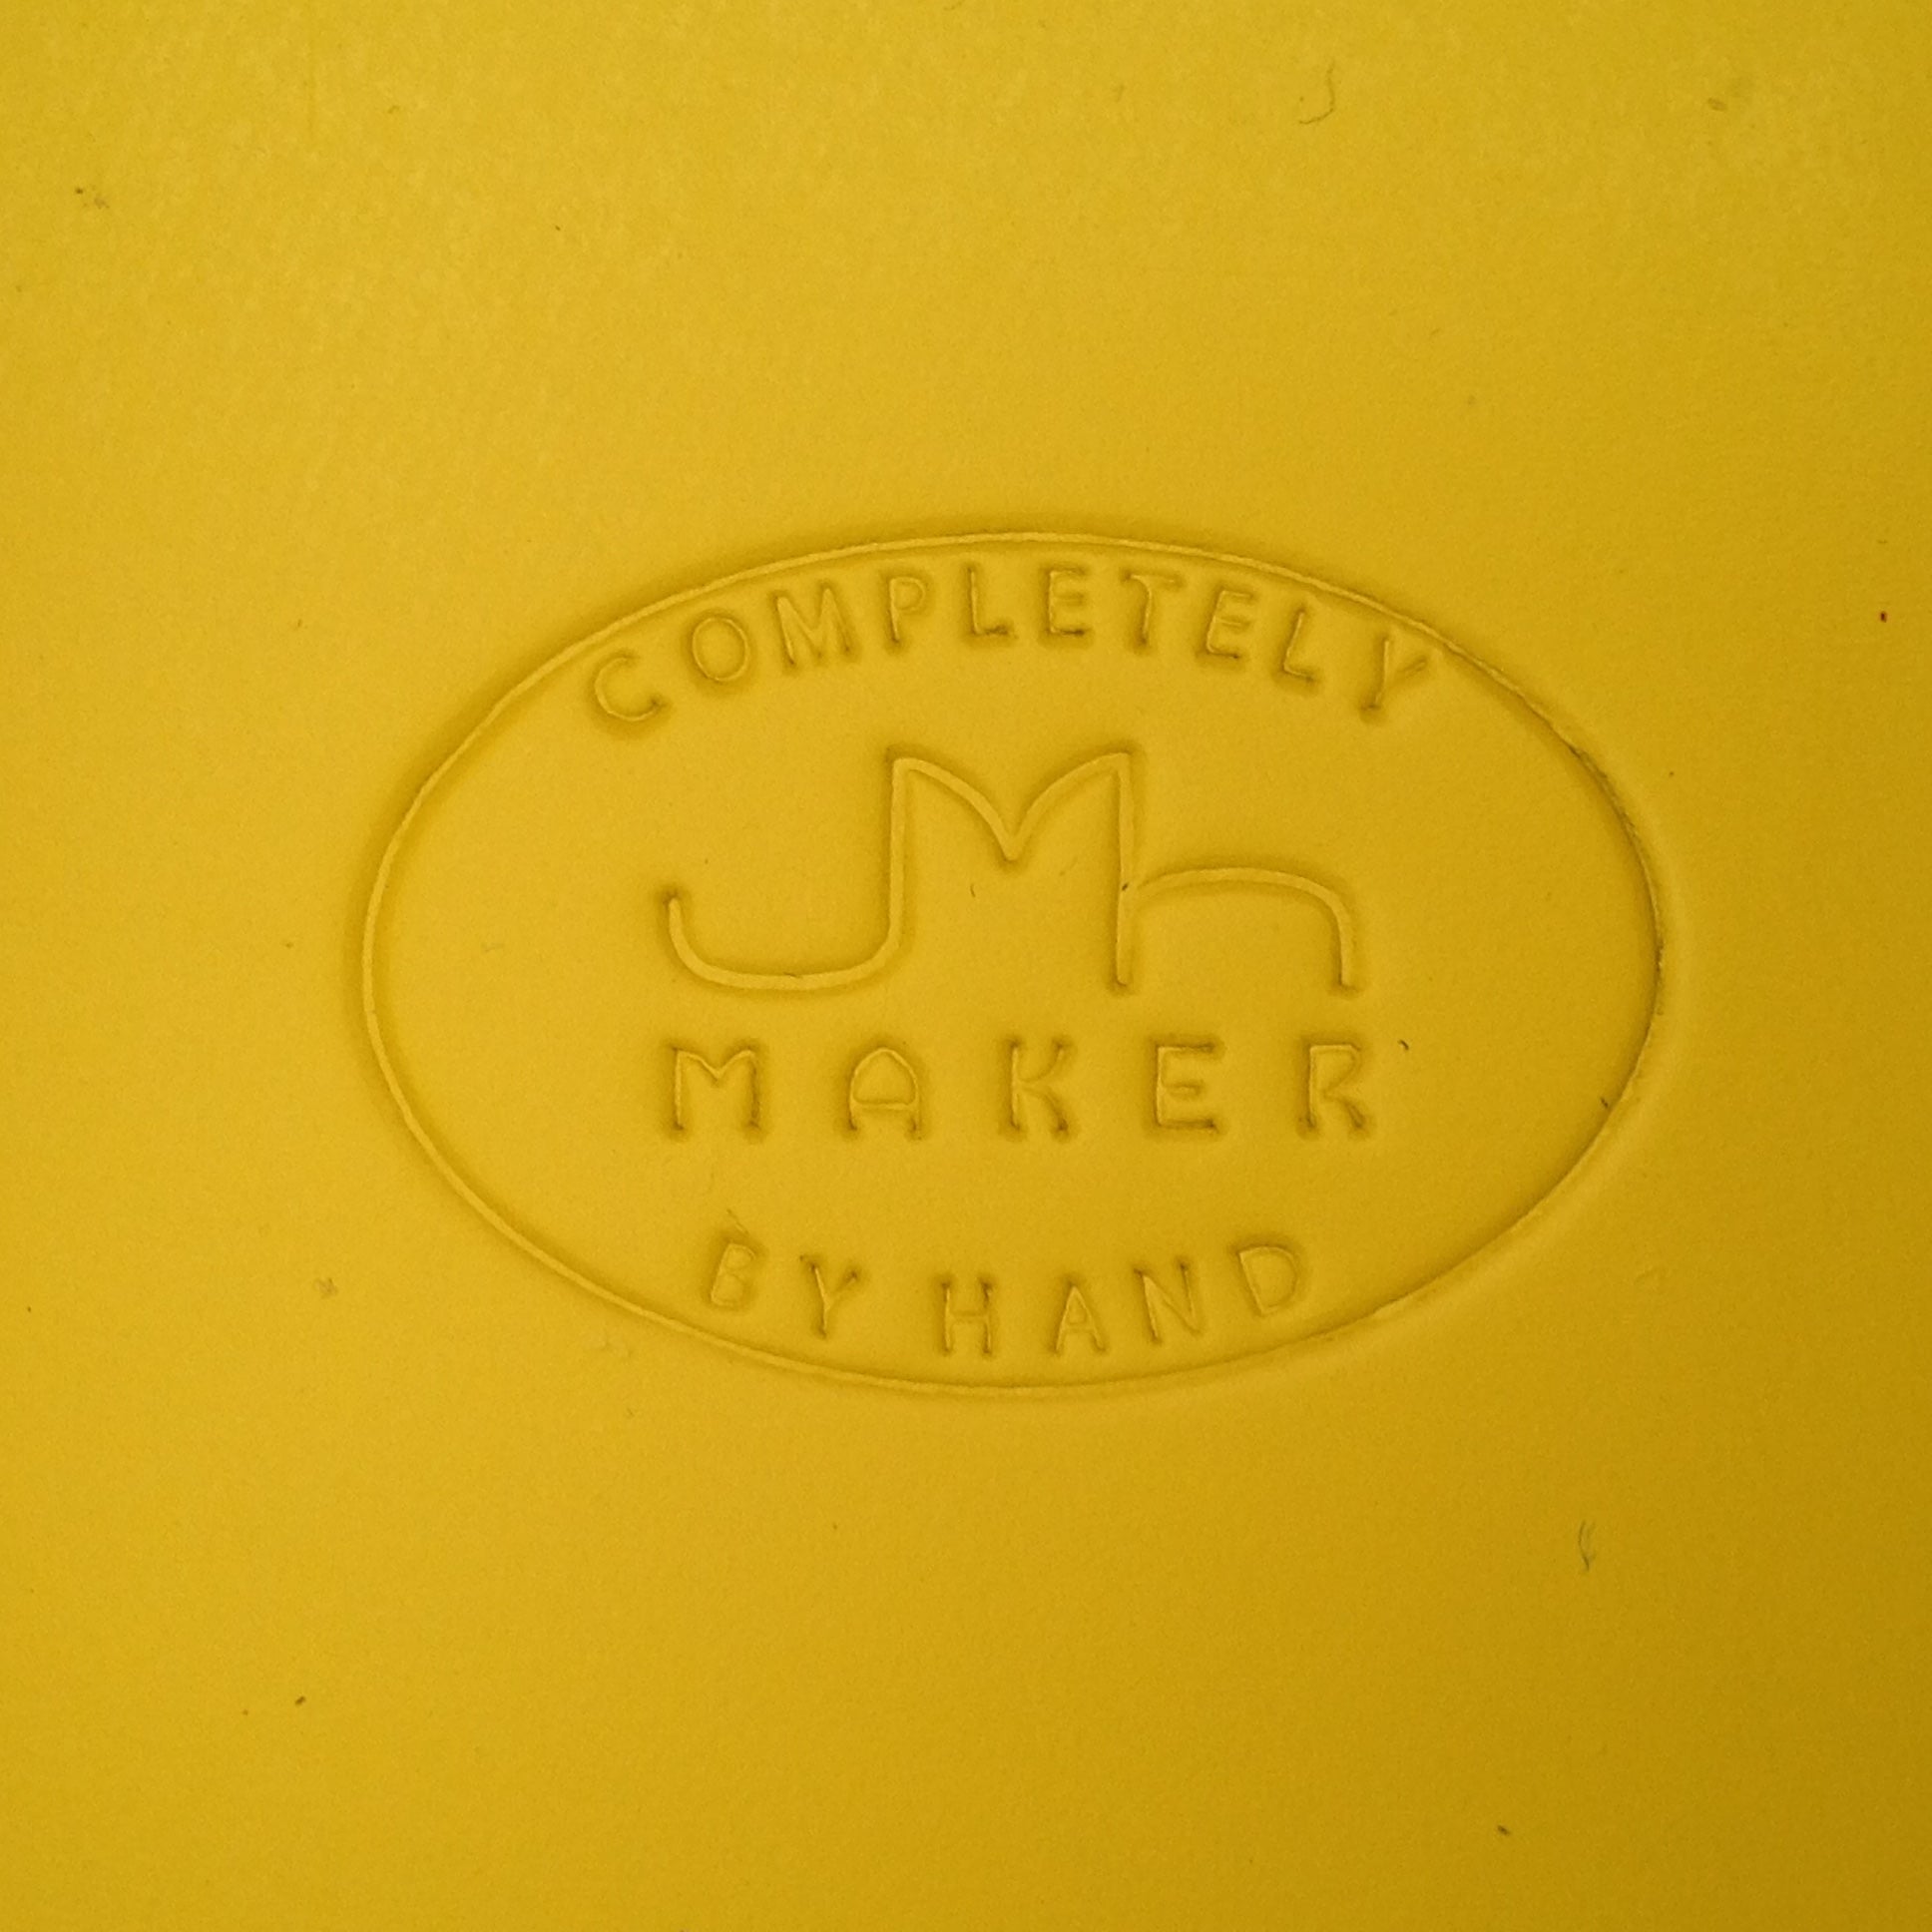 COMPLETELY
JMh
MAKER
BY HAND